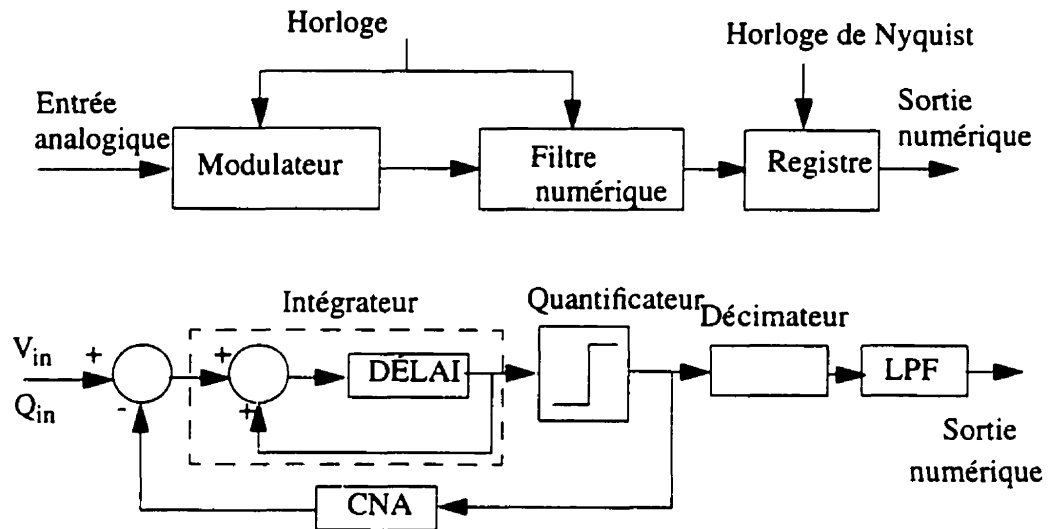 Horloge
Horloge de Nyquist
Entrée
analogique
Sortie
numérique
Modulateur
Filtre
numérique
Registre
Intégrateur
Quantificateur
Décimateur
V_in
Q_in
+
-
+
+
DÉLAI
LPF
CNA
Sortie
numérique